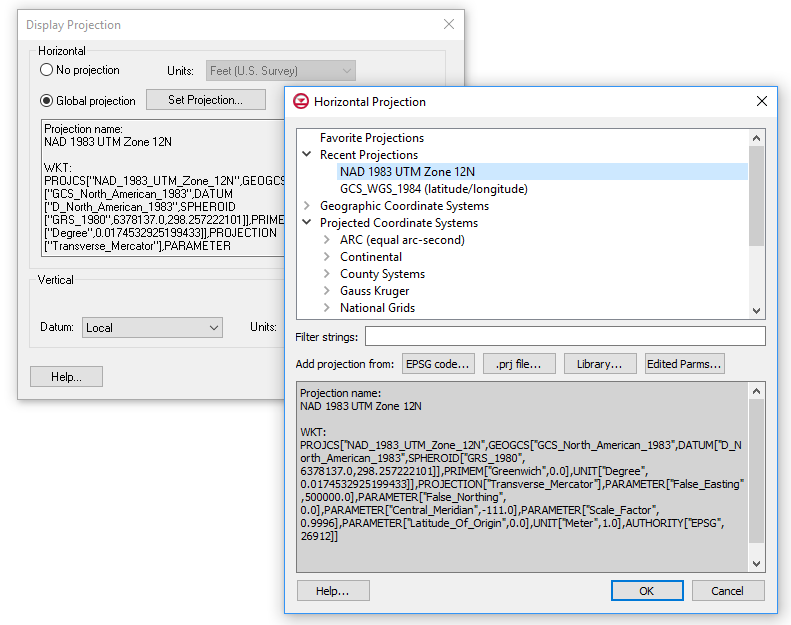 Display Projection
Horizontal
No projection
Units:
Feet (U.S. Survey)
Global projection
Set Projection...
Projection name:
NAD 1983 UTM Zone 12N
WKT:
PROJCS["NAD_1983_UTM_Zone_12N",GEOGCS
["GCS_North_American_1983",DATUM
["D_North_American_1983",SPHEROID
["GRS_1980",6378137.0,298.257222101]],PRIME
["Degree",0.0174532925199433]],PROJECTION
["Transverse_Mercator"],PARAMETER
Vertical
Datum:
Local
Units:
Help...
Horizontal Projection
Favorite Projections
Recent Projections
NAD 1983 UTM Zone 12N
GCS_WGS_1984 (latitude/longitude)
Geographic Coordinate Systems
Projected Coordinate Systems
ARC (equal arc-second)
Continental
County Systems
Gauss Kruger
National Grids
Filter strings:
Add projection from:
EPSG code...
.prj file...
Library...
Edited Parms...
Projection name:
NAD 1983 UTM Zone 12N
WKT:
PROJCS["NAD_1983_UTM_Zone_12N",GEOGCS["GCS_North_American_1983",DATUM["D_N
orth_American_1983",SPHEROID["GRS_1980",
6378137.0,298.257222101]],PRIMEM["Greenwich",0.0],UNIT["Degree",
0.0174532925199433]],PROJECTION["Transverse_Mercator"],PARAMETER["False_Easting"
,500000.0],PARAMETER["False_Northing",
0.0],PARAMETER["Central_Meridian",-111.0],PARAMETER["Scale_Factor",
0.9996],PARAMETER["Latitude_Of_Origin",0.0],UNIT["Meter",1.0],AUTHORITY["EPSG",
26912]]
Help...
OK
Cancel